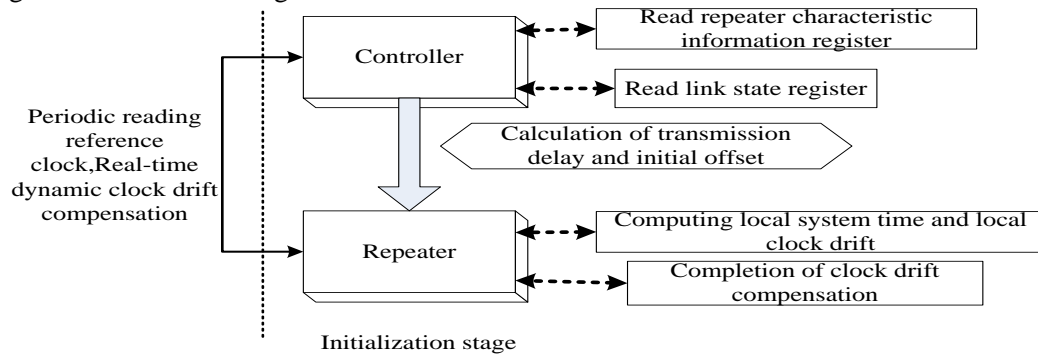 Read repeater characteristic
information register
Controller
Read link state register
Periodic reading
reference
clock,Real-time
dynamic clock drift
compensation
Calculation of transmission
delay and initial offset
Computing local system time and local
clock drift
Repeater
Completion of clock drift
compensation
Initialization stage